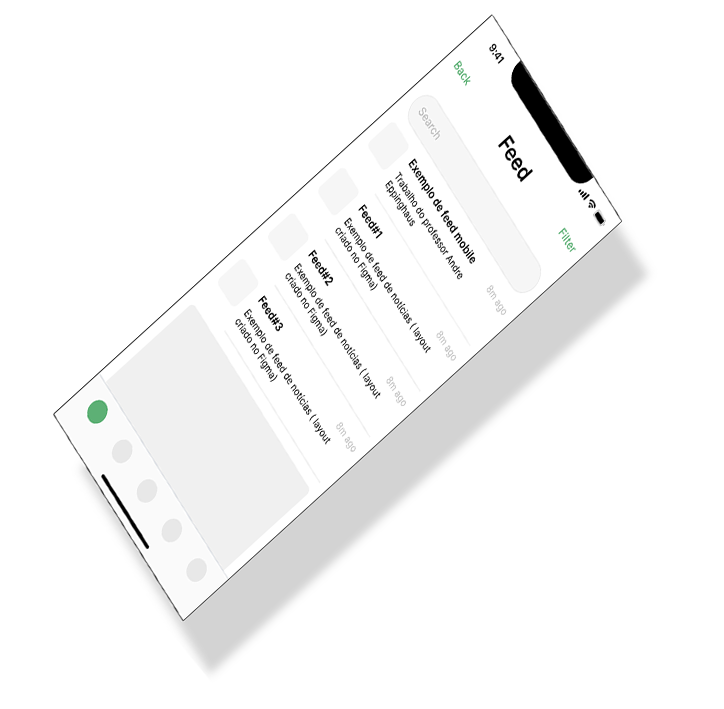 9:41
Back
Feed
Filter
Search
Exemplo de feed mobile
8m ago
Trabalho do professor Andre
Eppinghaus
Feed#1
8m ago
Exemplo de feed de notícias ( layout
criado no Figma)
Feed#2
8m ago
Exemplo de feed de notícias ( layout
criado no Figma)
Feed#3
8m ago
Exemplo de feed de notícias ( layout
criado no Figma)